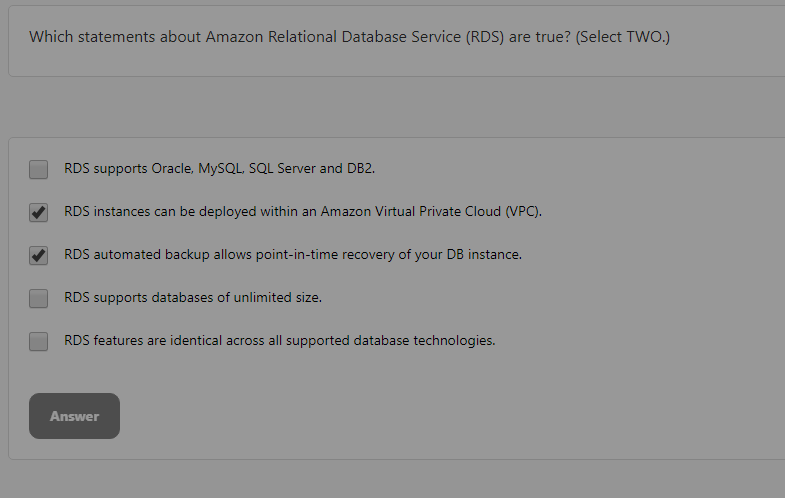 Which statements about Amazon Relational Database Service (RDS) are true? (Select TWO.)
RDS supports Oracle, MySQL, SQL Server and DB2.
RDS instances can be deployed within an Amazon Virtual Private Cloud (VPC).
RDS automated backup allows point-in-time recovery of your DB instance.
RDS supports databases of unlimited size.
RDS features are identical across all supported database technologies.
Answer